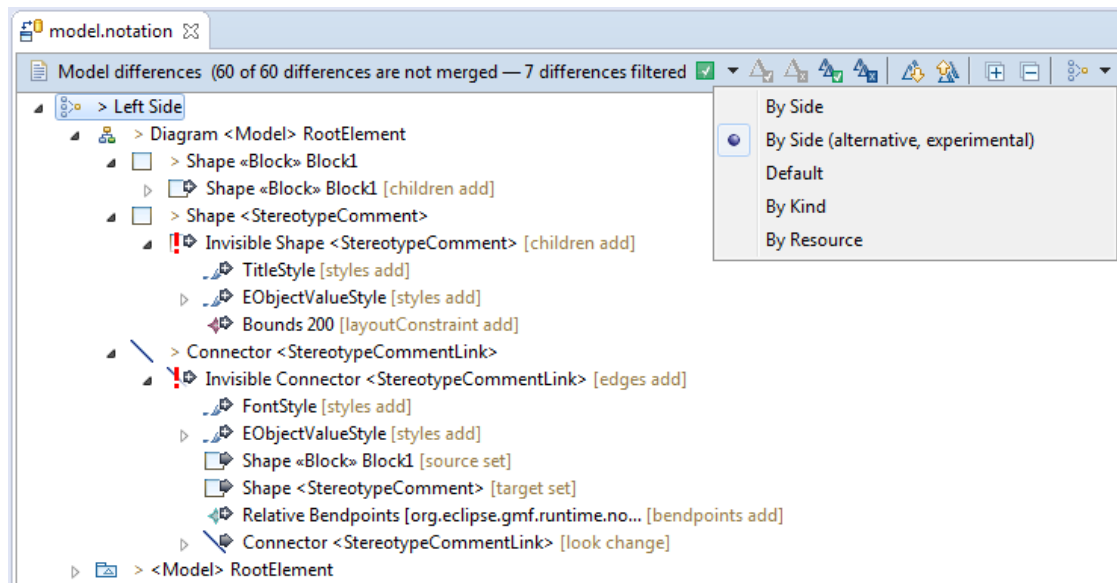 model.notation
Model differences (60 of 60 differences are not merged — 7 differences filtered
By Side
By Side (alternative, experimental)
Default
By Kind
By Resource
> Left Side
> Diagram <Model> RootElement
> Shape «Block» Block1
Shape «Block» Block1 [children add]
> Shape <StereotypeComment>
Invisible Shape <StereotypeComment> [children add]
TitleStyle [styles add]
EObjectValueStyle [styles add]
Bounds 200 [layoutConstraint add]
> Connector <StereotypeCommentLink>
Invisible Connector <StereotypeCommentLink> [edges add]
FontStyle [styles add]
EObjectValueStyle [styles add]
Shape «Block» Block1 [source set]
Shape <StereotypeComment> [target set]
Relative Bendpoints [org.eclipse.gmf.runtime.no... [bendpoints add]
Connector <StereotypeCommentLink> [look change]
> <Model> RootElement